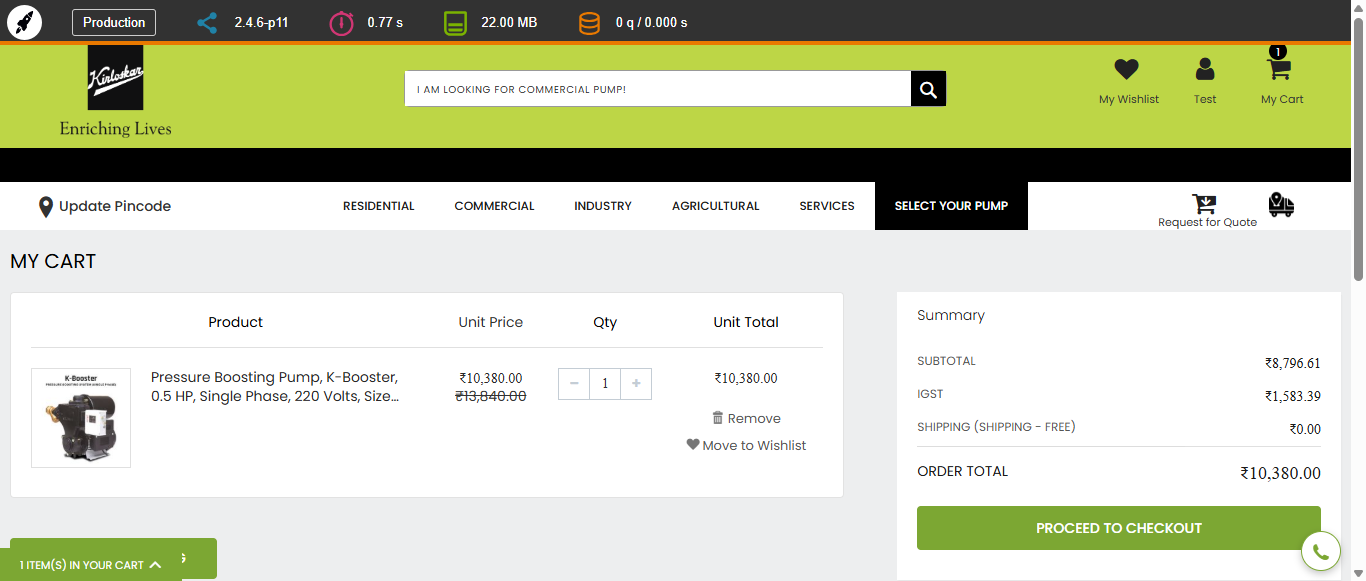 Production 2.4.6-p11 0.77 s 22.00 MB 0 q / 0.000 s
Kirloskar
Enriching Lives
I AM LOOKING FOR COMMERCIAL PUMP!
1
My Wishlist Test My Cart
Update Pincode RESIDENTIAL COMMERCIAL INDUSTRY AGRICULTURAL SERVICES SELECT YOUR PUMP Request for Quote
MY CART
Product Unit Price Qty Unit Total
K-Booster
PRESSURE BOOSTING SYSTEM (SINGLE PHASE)
Pressure Boosting Pump, K-Booster,
0.5 HP, Single Phase, 220 Volts, Size...
₹10,380.00
₹13,840.00
− 1 +
₹10,380.00
Remove
Move to Wishlist
Summary
SUBTOTAL ₹8,796.61
IGST ₹1,583.39
SHIPPING (SHIPPING - FREE) ₹0.00
ORDER TOTAL ₹10,380.00
PROCEED TO CHECKOUT
1 ITEM(S) IN YOUR CART